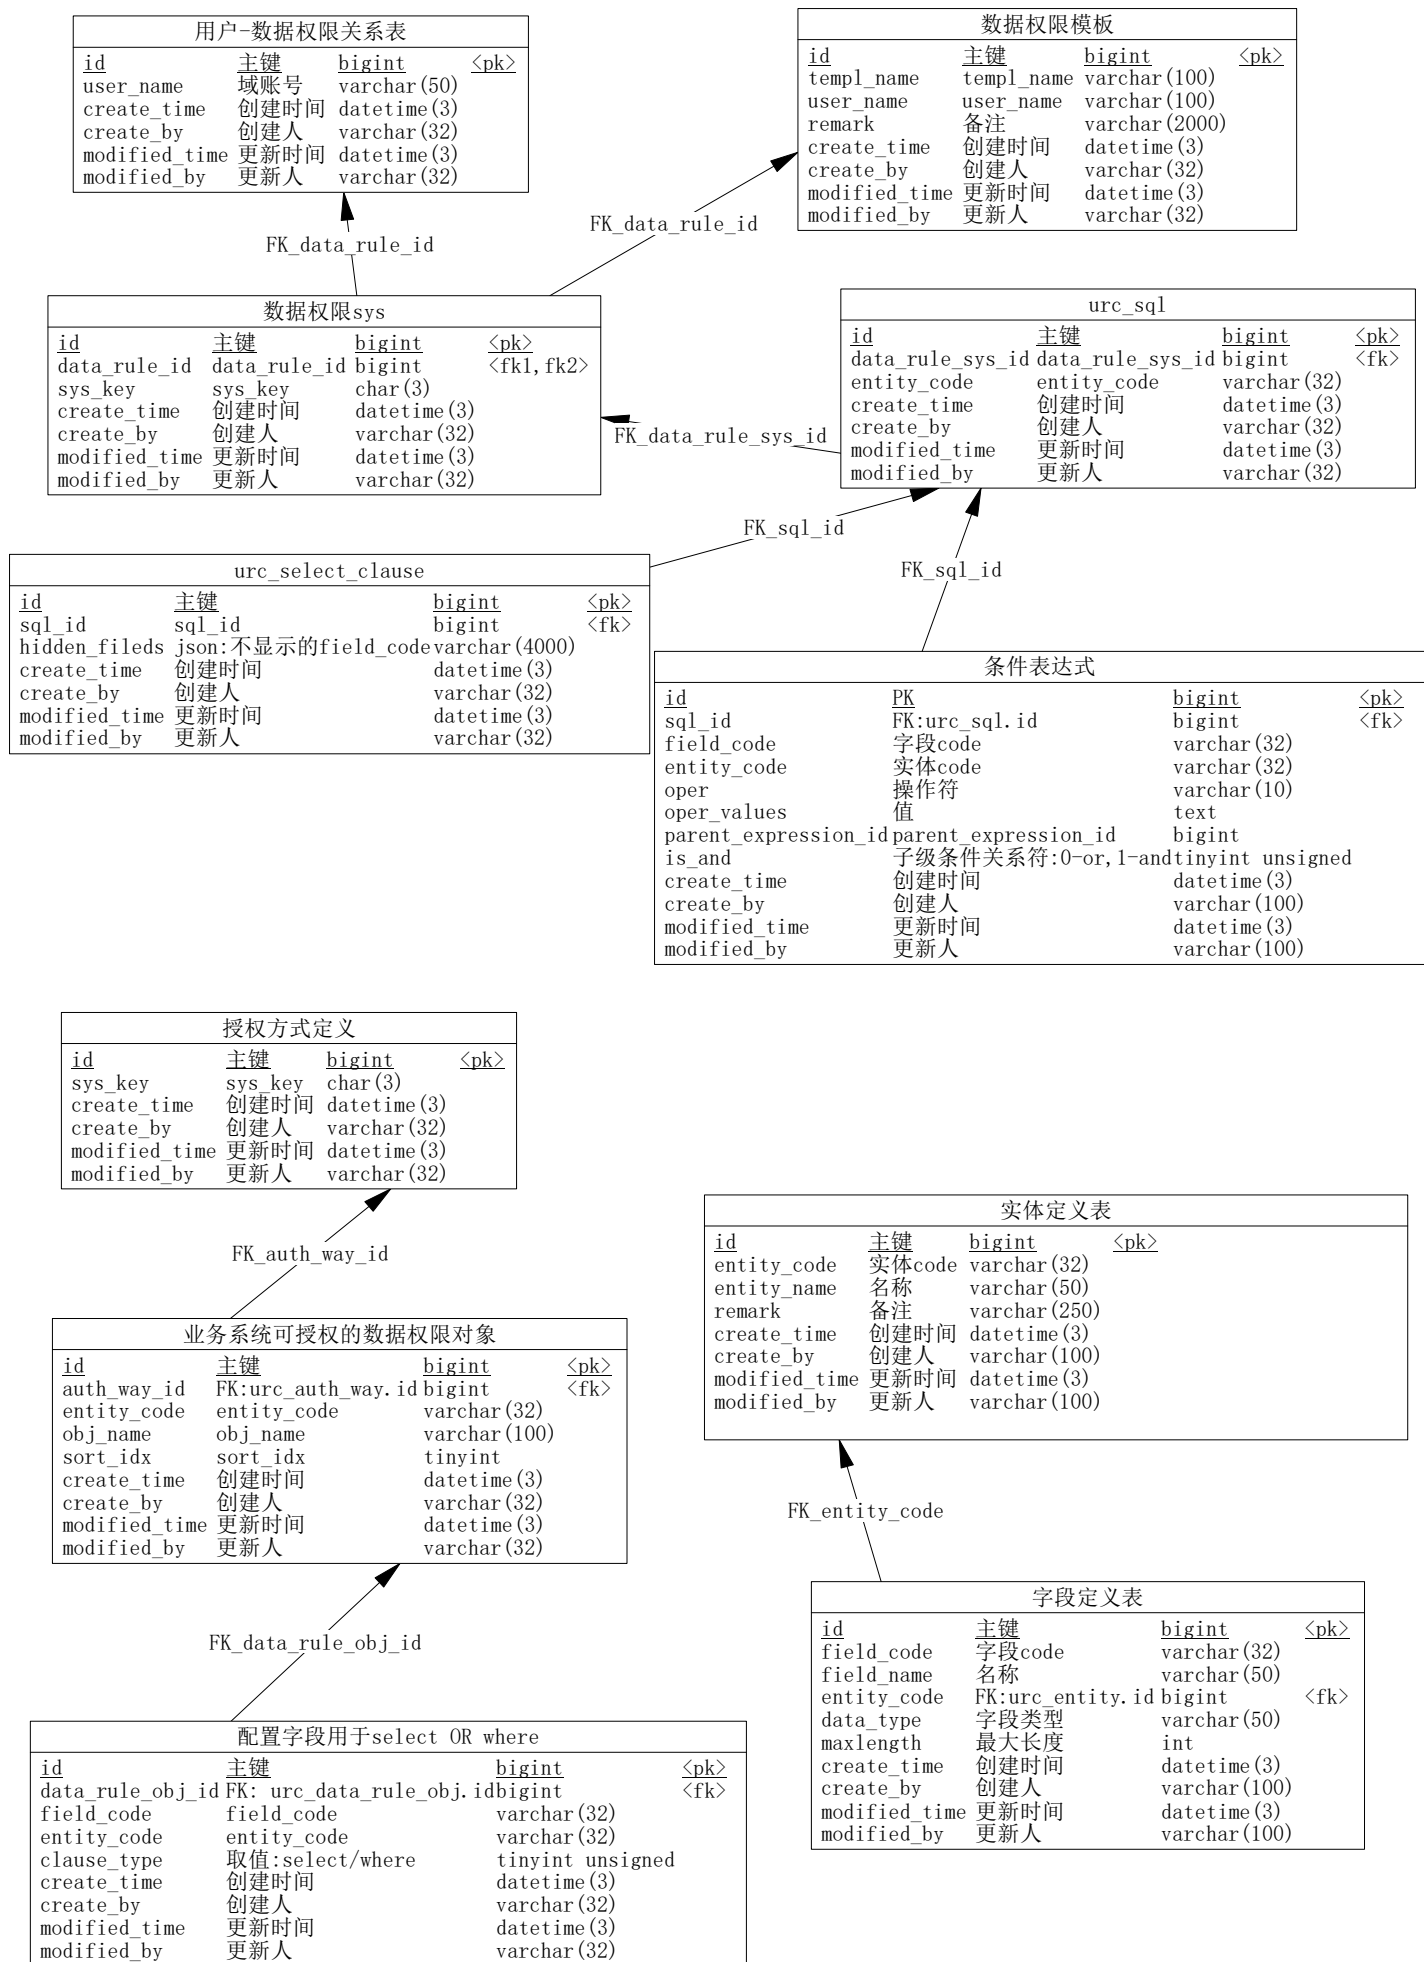 用户-数据权限关系表
id 主键 bigint <pk>
user_name 域账号 varchar(50)
create_time 创建时间 datetime(3)
create_by 创建人 varchar(32)
modified_time 更新时间 datetime(3)
modified_by 更新人 varchar(32)
数据权限模板
id 主键 bigint <pk>
templ_name templ_name varchar(100)
user_name user_name varchar(100)
remark 备注 varchar(2000)
create_time 创建时间 datetime(3)
create_by 创建人 varchar(32)
modified_time 更新时间 datetime(3)
modified_by 更新人 varchar(32)
FK_data_rule_id
FK_data_rule_id
数据权限sys
id 主键 bigint <pk>
data_rule_id data_rule_id bigint <fk1,fk2>
sys_key sys_key char(3)
create_time 创建时间 datetime(3)
create_by 创建人 varchar(32)
modified_time 更新时间 datetime(3)
modified_by 更新人 varchar(32)
urc_sql
id 主键 bigint <pk>
data_rule_sys_id data_rule_sys_id bigint <fk>
entity_code entity_code varchar(32)
create_time 创建时间 datetime(3)
create_by 创建人 varchar(32)
modified_time 更新时间 datetime(3)
modified_by 更新人 varchar(32)
FK_data_rule_sys_id
FK_sql_id
FK_sql_id
urc_select_clause
id 主键 bigint <pk>
sql_id sql_id bigint <fk>
hidden_fileds json:不显示的field_code varchar(4000)
create_time 创建时间 datetime(3)
create_by 创建人 varchar(32)
modified_time 更新时间 datetime(3)
modified_by 更新人 varchar(32)
条件表达式
id PK bigint <pk>
sql_id FK:urc_sql.id bigint <fk>
field_code 字段code varchar(32)
entity_code 实体code varchar(32)
oper 操作符 varchar(10)
oper_values 值 text
parent_expression_id parent_expression_id bigint
is_and 子级条件关系符:0-or,1-and tinyint unsigned
create_time 创建时间 datetime(3)
create_by 创建人 varchar(100)
modified_time 更新时间 datetime(3)
modified_by 更新人 varchar(100)
授权方式定义
id 主键 bigint <pk>
sys_key sys_key char(3)
create_time 创建时间 datetime(3)
create_by 创建人 varchar(32)
modified_time 更新时间 datetime(3)
modified_by 更新人 varchar(32)
FK_auth_way_id
实体定义表
id 主键 bigint <pk>
entity_code 实体code varchar(32)
entity_name 名称 varchar(50)
remark 备注 varchar(250)
create_time 创建时间 datetime(3)
create_by 创建人 varchar(100)
modified_time 更新时间 datetime(3)
modified_by 更新人 varchar(100)
业务系统可授权的数据权限对象
id 主键 bigint <pk>
auth_way_id FK:urc_auth_way.id bigint <fk>
entity_code entity_code varchar(32)
obj_name obj_name varchar(100)
sort_idx sort_idx tinyint
create_time 创建时间 datetime(3)
create_by 创建人 varchar(32)
modified_time 更新时间 datetime(3)
modified_by 更新人 varchar(32)
FK_entity_code
FK_data_rule_obj_id
字段定义表
id 主键 bigint <pk>
field_code 字段code varchar(32)
field_name 名称 varchar(50)
entity_code FK:urc_entity.id bigint <fk>
data_type 字段类型 varchar(50)
maxlength 最大长度 int
create_time 创建时间 datetime(3)
create_by 创建人 varchar(100)
modified_time 更新时间 datetime(3)
modified_by 更新人 varchar(100)
配置字段用于select OR where
id 主键 bigint <pk>
data_rule_obj_id FK: urc_data_rule_obj.id bigint <fk>
field_code field_code varchar(32)
entity_code entity_code varchar(32)
clause_type 取值:select/where tinyint unsigned
create_time 创建时间 datetime(3)
create_by 创建人 varchar(32)
modified_time 更新时间 datetime(3)
modified_by 更新人 varchar(32)